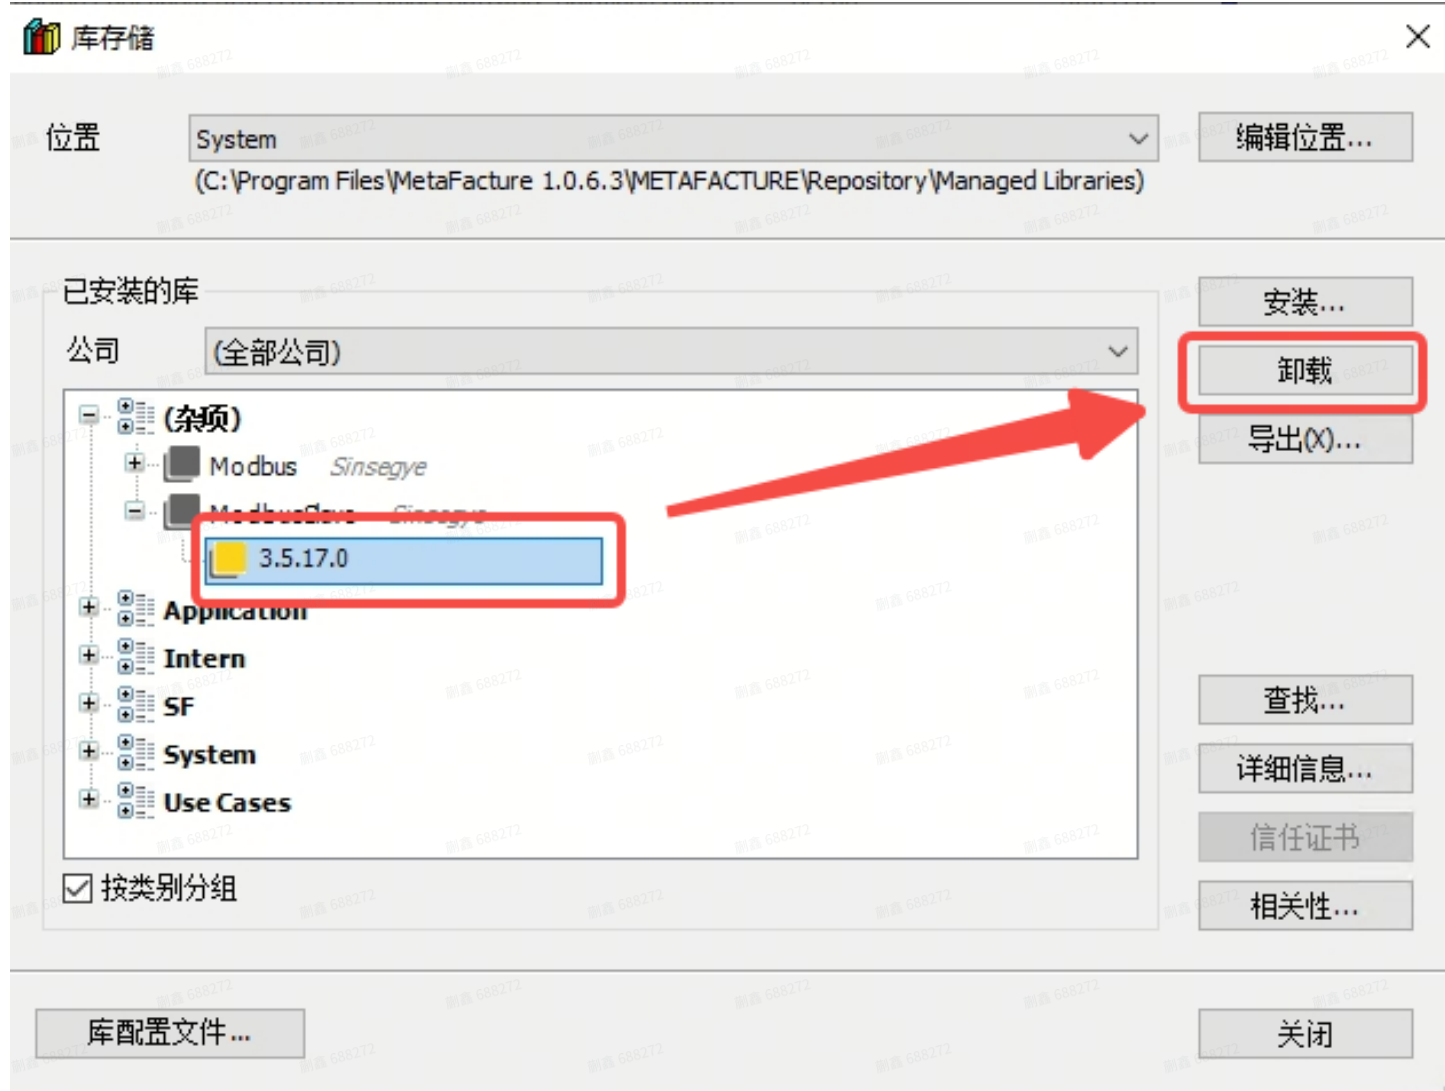 库存储
位置
System
编辑位置...
(C:\Program Files\MetaFacture 1.0.6.3\METAFACTURE\Repository\Managed Libraries)
已安装的库
安装...
公司
(全部公司)
卸载
(杂项)
导出(X)...
Modbus Sinsegye
ModbusSlave Sinsegye
3.5.17.0
Application
Intern
SF
System
Use Cases
查找...
详细信息...
信任证书
按类别分组
相关性...
库配置文件...
关闭